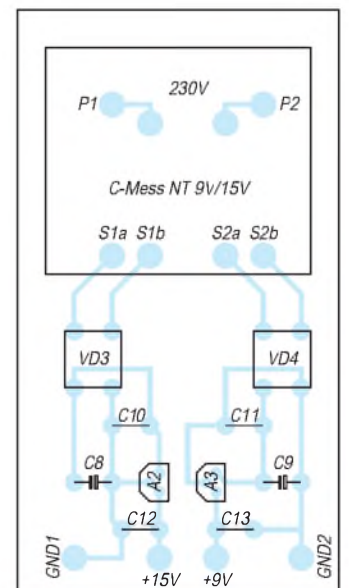 230V
P1 P2
C-Mess NT 9V/15V
S1a S1b S2a S2b
VD3 VD4
C10 C11
C8 A2 A3 C9
C12 C13
GND1 +15V +9V GND2